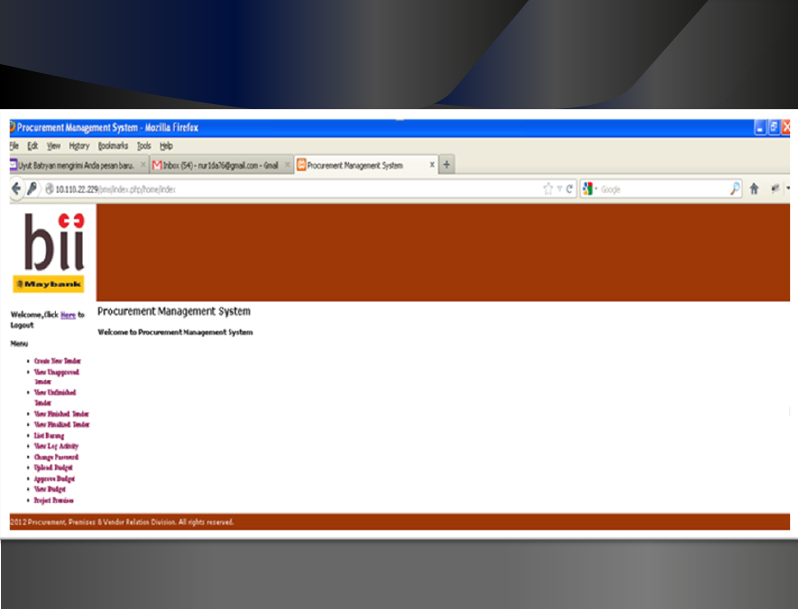 Procurement Management System - Mozilla Firefox
File Edit View History Bookmarks Tools Help
Uyut Babyan mengirimi Anda pesan baru. × Inbox (54) - nur1da76@gmail.com - Gmail × Procurement Management System × +
10.110.22.229/pms/index.php/home/index
Google
bii
Maybank
Procurement Management System
Welcome,Click Here to
Logout
Welcome to Procurement Management System
Menu
Create New Tender
View Unapproved
Tender
View Unfinished
Tender
View Finished Tender
View Finalized Tender
List Barang
View Log Activity
Change Password
Upload Budget
Approve Budget
View Budget
Project Premises
2012 Procurement, Premises & Vendor Relation Division. All rights reserved.